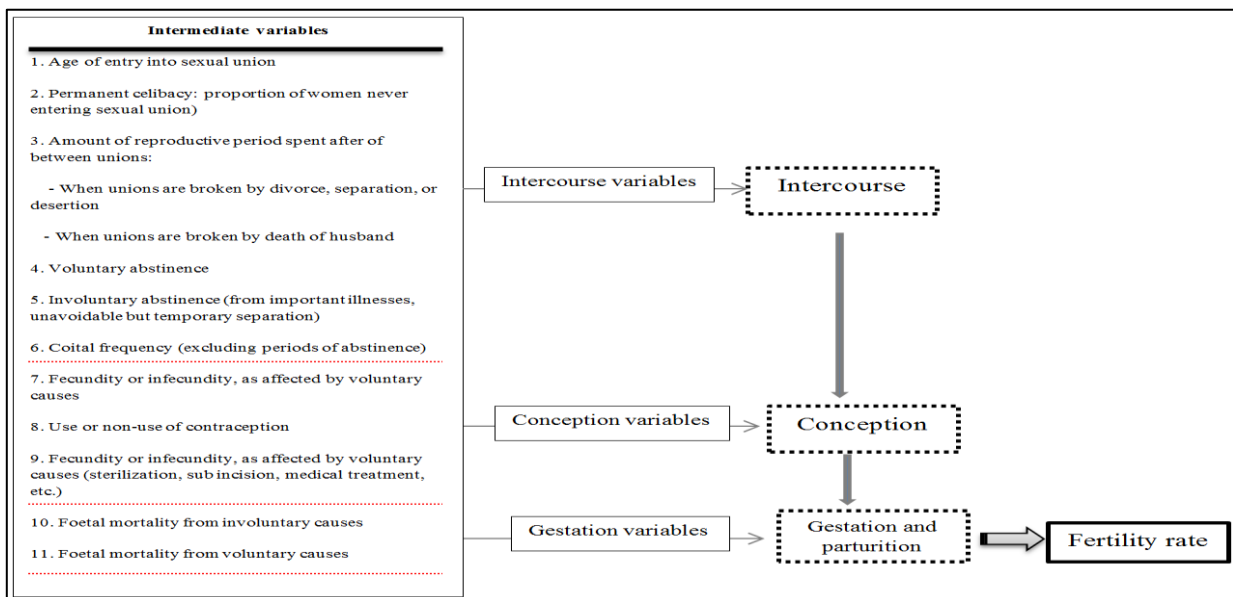 Intermediate variables
1. Age of entry into sexual union
2. Permanent celibacy: proportion of women never
entering sexual union)
3. Amount of reproductive period spent after of
between unions:
- When unions are broken by divorce, separation, or
desertion
- When unions are broken by death of husband
4. Voluntary abstinence
5. Involuntary abstinence (from important illnesses,
unavoidable but temporary separation)
6. Coital frequency (excluding periods of abstinence)
7. Fecundity or infecundity, as affected by voluntary
causes
8. Use or non-use of contraception
9. Fecundity or infecundity, as affected by voluntary
causes (sterilization, sub incision, medical treatment,
etc.)
10. Foetal mortality from involuntary causes
11. Foetal mortality from voluntary causes
Intercourse variables
Intercourse
Conception variables
Conception
Gestation variables
Gestation and
parturition
Fertility rate